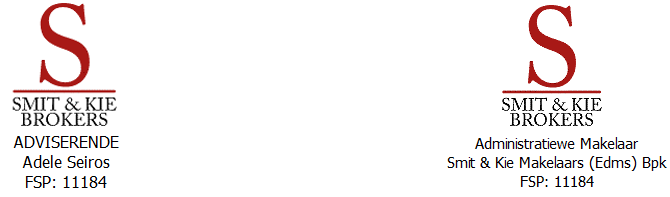 S
SMIT & KIE
BROKERS
ADVISERENDE
Adele Seiros
FSP: 11184
S
SMIT & KIE
BROKERS
Administratiewe Makelaar
Smit & Kie Makelaars (Edms) Bpk
FSP: 11184